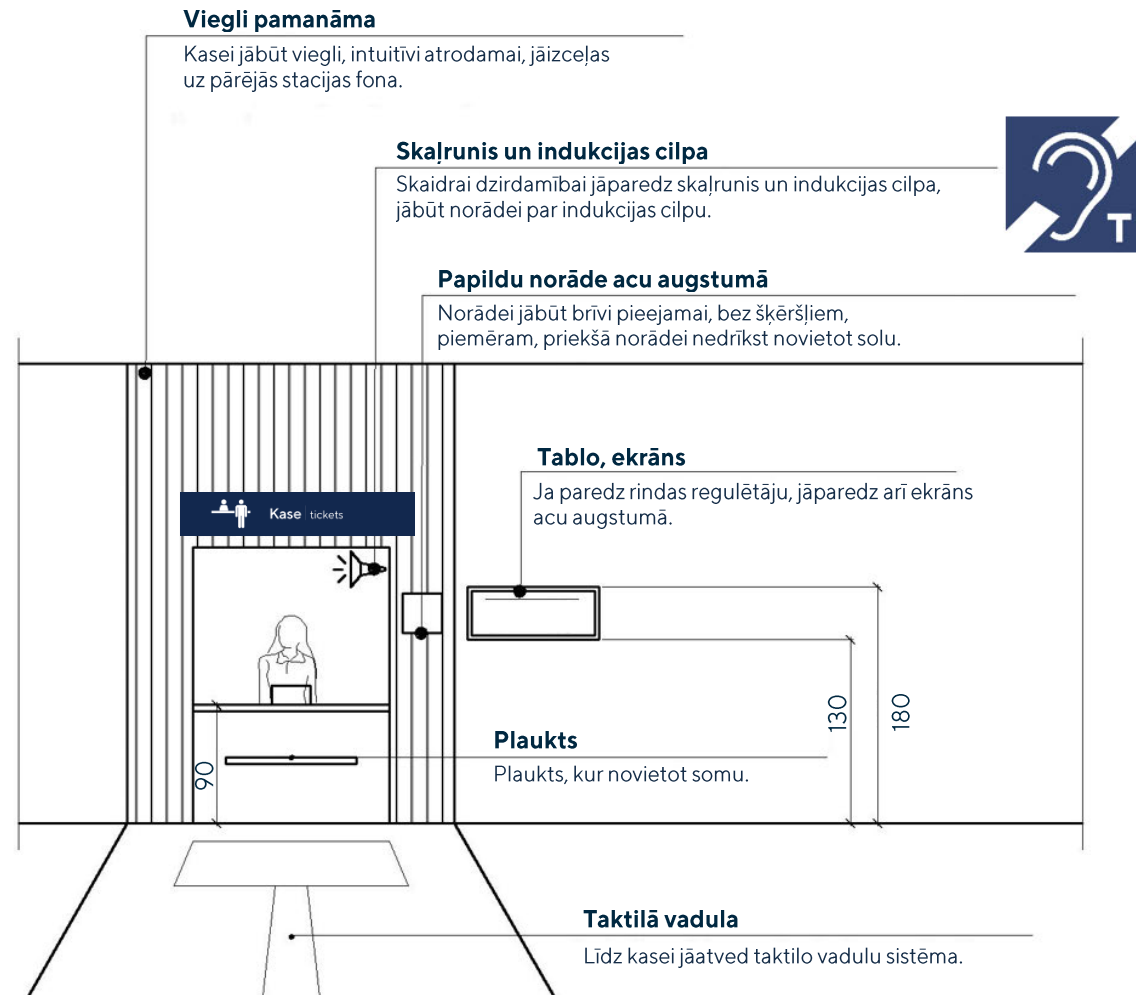 Viegli pamanāma
Kasei jābūt viegli, intuitīvi atrodamai, jāizceļas
uz pārējās stacijas fona.
Skaļrunis un indukcijas cilpa
Skaidrai dzirdamībai jāparedz skaļrunis un indukcijas cilpa,
jābūt norādei par indukcijas cilpu.
T
Papildu norāde acu augstumā
Norādei jābūt brīvi pieejamai, bez šķēršļiem,
piemēram, priekšā norādei nedrīkst novietot solu.
Tablo, ekrāns
Ja paredz rindas regulētāju, jāparedz arī ekrāns
acu augstumā.
Kase tickets
130
180
90
Plaukts
Plaukts, kur novietot somu.
Taktilā vadula
Līdz kasei jāatved taktilo vadulu sistēma.